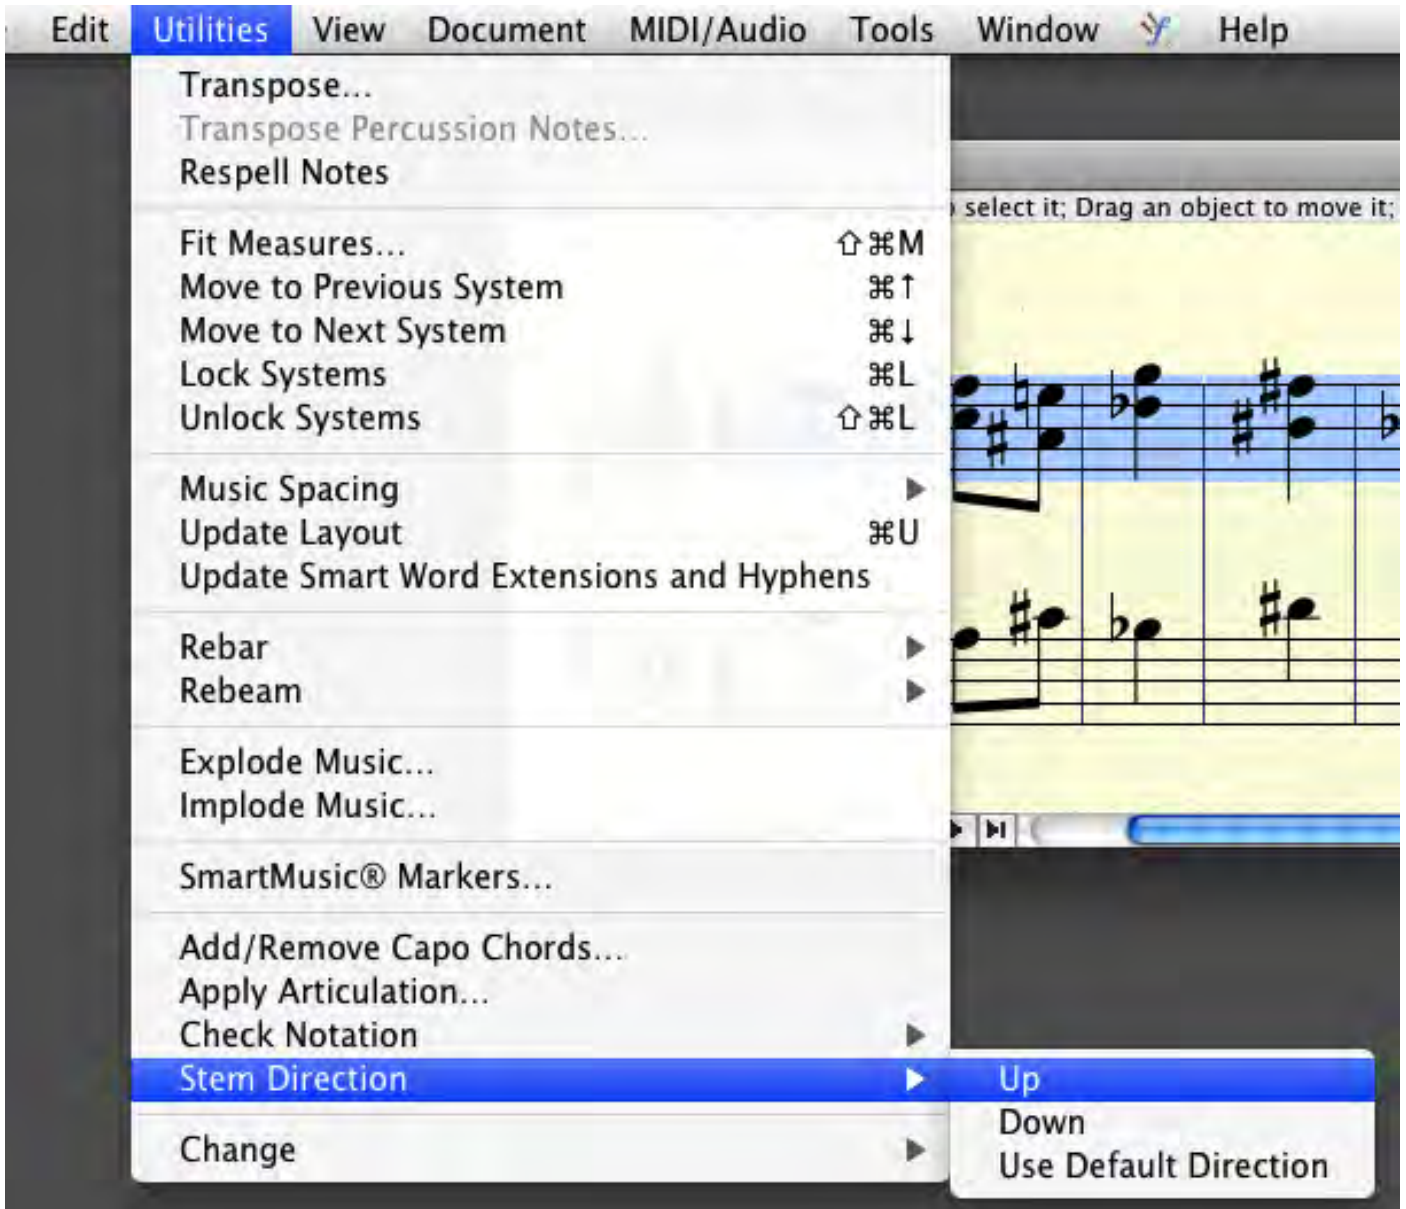 Edit Utilities View Document MIDI/Audio Tools Window Help
Transpose...
Transpose Percussion Notes...
Respell Notes
select it; Drag an object to move it;
Fit Measures... ⇧⌘M
Move to Previous System ⌘↑
Move to Next System ⌘↓
Lock Systems ⌘L
Unlock Systems ⇧⌘L
Music Spacing
Update Layout ⌘U
Update Smart Word Extensions and Hyphens
Rebar
Rebeam
Explode Music...
Implode Music...
SmartMusic® Markers...
Add/Remove Capo Chords...
Apply Articulation...
Check Notation
Stem Direction
Up
Down
Change
Use Default Direction